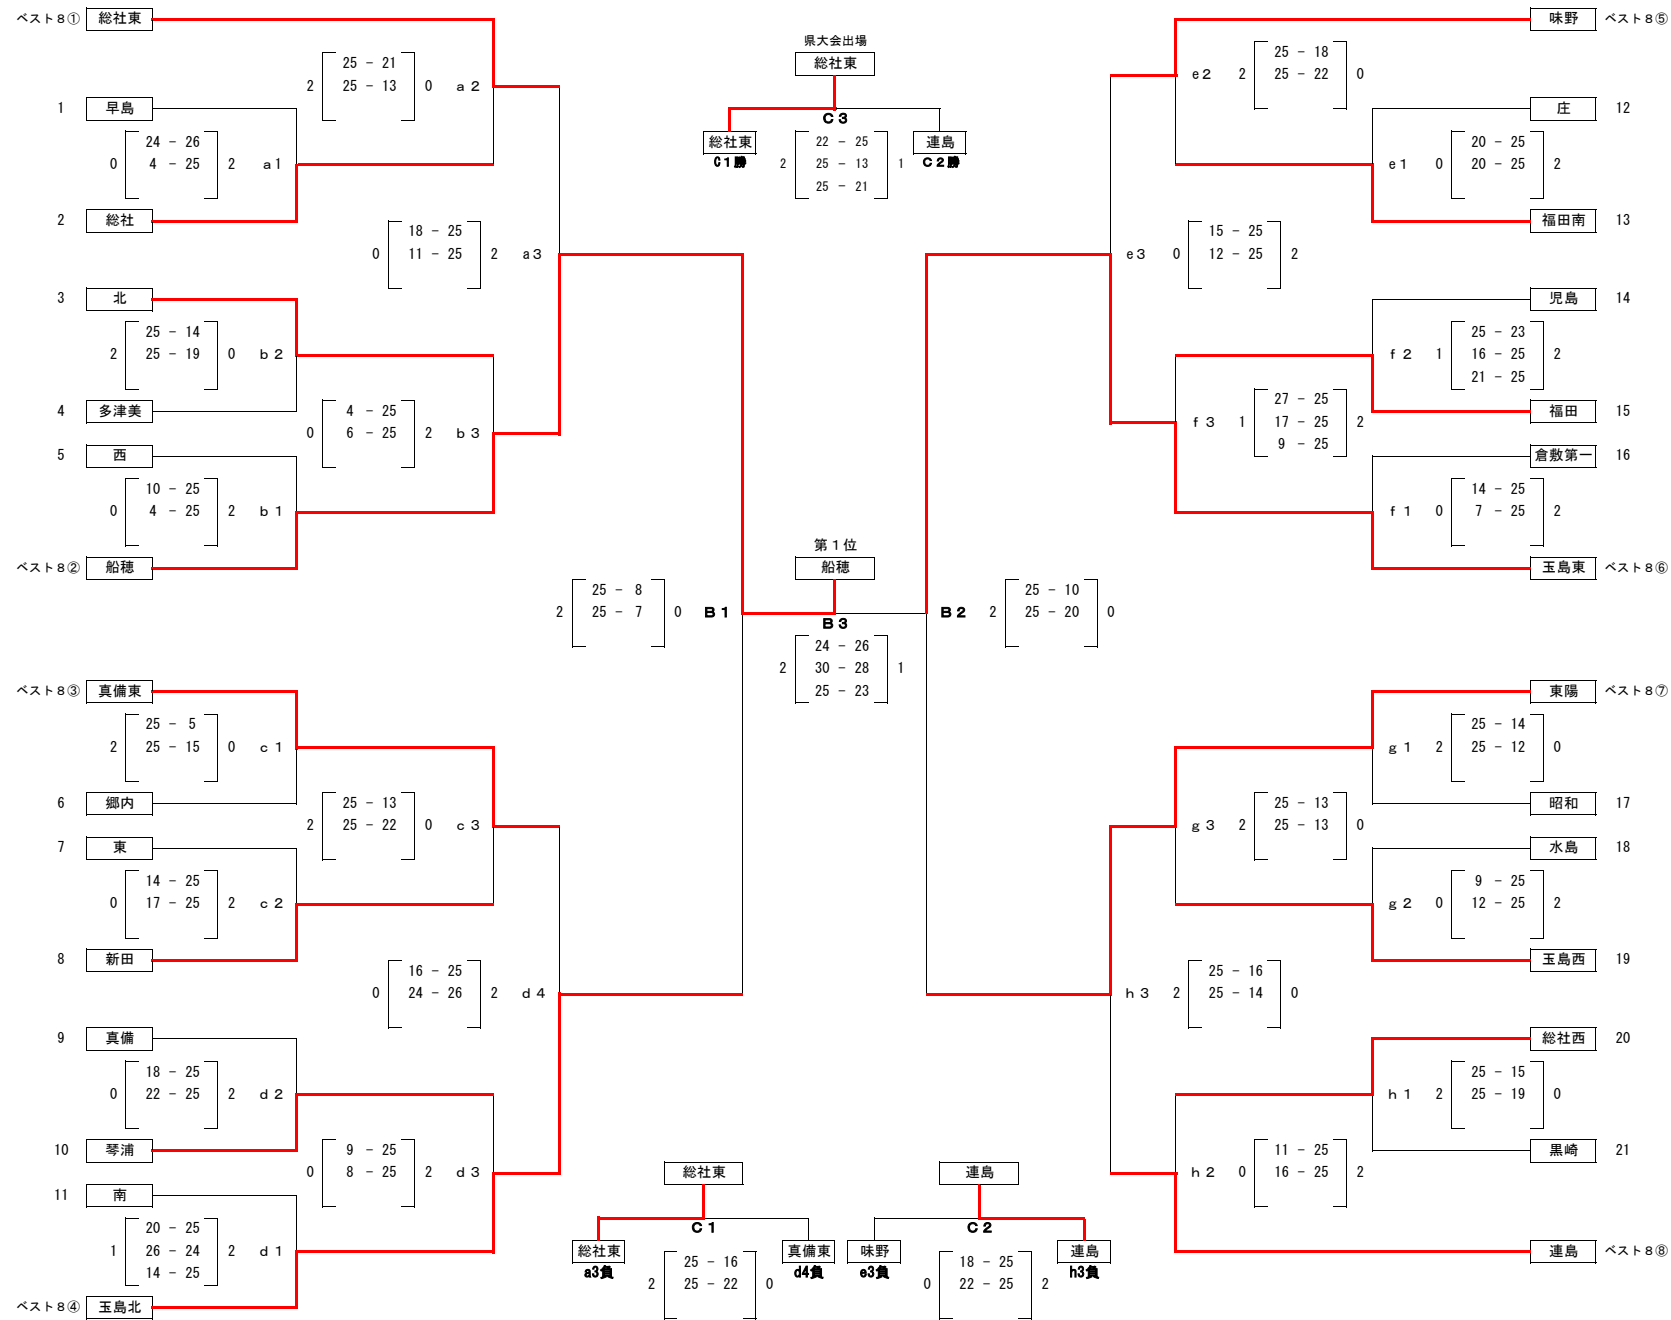 ベスト８① 総社東
25 - 21
2 25 - 13 0 ａ２
1 早島
24 - 26
0 4 - 25 2 ａ１
2 総社
18 - 25
0 11 - 25 2 ａ３
3 北
25 - 14
2 25 - 19 0 ｂ２
4 多津美
4 - 25
0 6 - 25 2 ｂ３
5 西
10 - 25
0 4 - 25 2 ｂ１
ベスト８② 船穂
25 - 8
2 25 - 7 0 Ｂ１
ベスト８③ 真備東
25 - 5
2 25 - 15 0 ｃ１
6 郷内
25 - 13
2 25 - 22 0 ｃ３
7 東
14 - 25
0 17 - 25 2 ｃ２
8 新田
16 - 25
0 24 - 26 2 ｄ４
9 真備
18 - 25
0 22 - 25 2 ｄ２
10 琴浦
9 - 25
0 8 - 25 2 ｄ３
11 南
20 - 25
1 26 - 24 2 ｄ１
14 - 25
ベスト８④ 玉島北
県大会出場
総社東
Ｃ３
総社東 連島
Ｃ１勝 Ｃ２勝
22 - 25
2 25 - 13 1
25 - 21
第１位
船穂
Ｂ３
24 - 26
2 30 - 28 1
25 - 23
総社東
Ｃ１
総社東 真備東
a3負 d4負
25 - 16
2 25 - 22 0
連島
Ｃ２
味野 連島
e3負 h3負
18 - 25
0 22 - 25 2
味野 ベスト８⑤
25 - 18
ｅ２ 2 25 - 22 0
庄 12
20 - 25
ｅ１ 0 20 - 25 2
福田南 13
15 - 25
ｅ３ 0 12 - 25 2
児島 14
25 - 23
ｆ２ 1 16 - 25 2
21 - 25
福田 15
27 - 25
ｆ３ 1 17 - 25 2
9 - 25
倉敷第一 16
14 - 25
ｆ１ 0 7 - 25 2
玉島東 ベスト８⑥
25 - 10
Ｂ２ 2 25 - 20 0
東陽 ベスト８⑦
25 - 14
ｇ１ 2 25 - 12 0
昭和 17
25 - 13
ｇ３ 2 25 - 13 0
水島 18
9 - 25
ｇ２ 0 12 - 25 2
玉島西 19
25 - 16
ｈ３ 2 25 - 14 0
総社西 20
25 - 15
ｈ１ 2 25 - 19 0
黒崎 21
11 - 25
ｈ２ 0 16 - 25 2
連島 ベスト８⑧